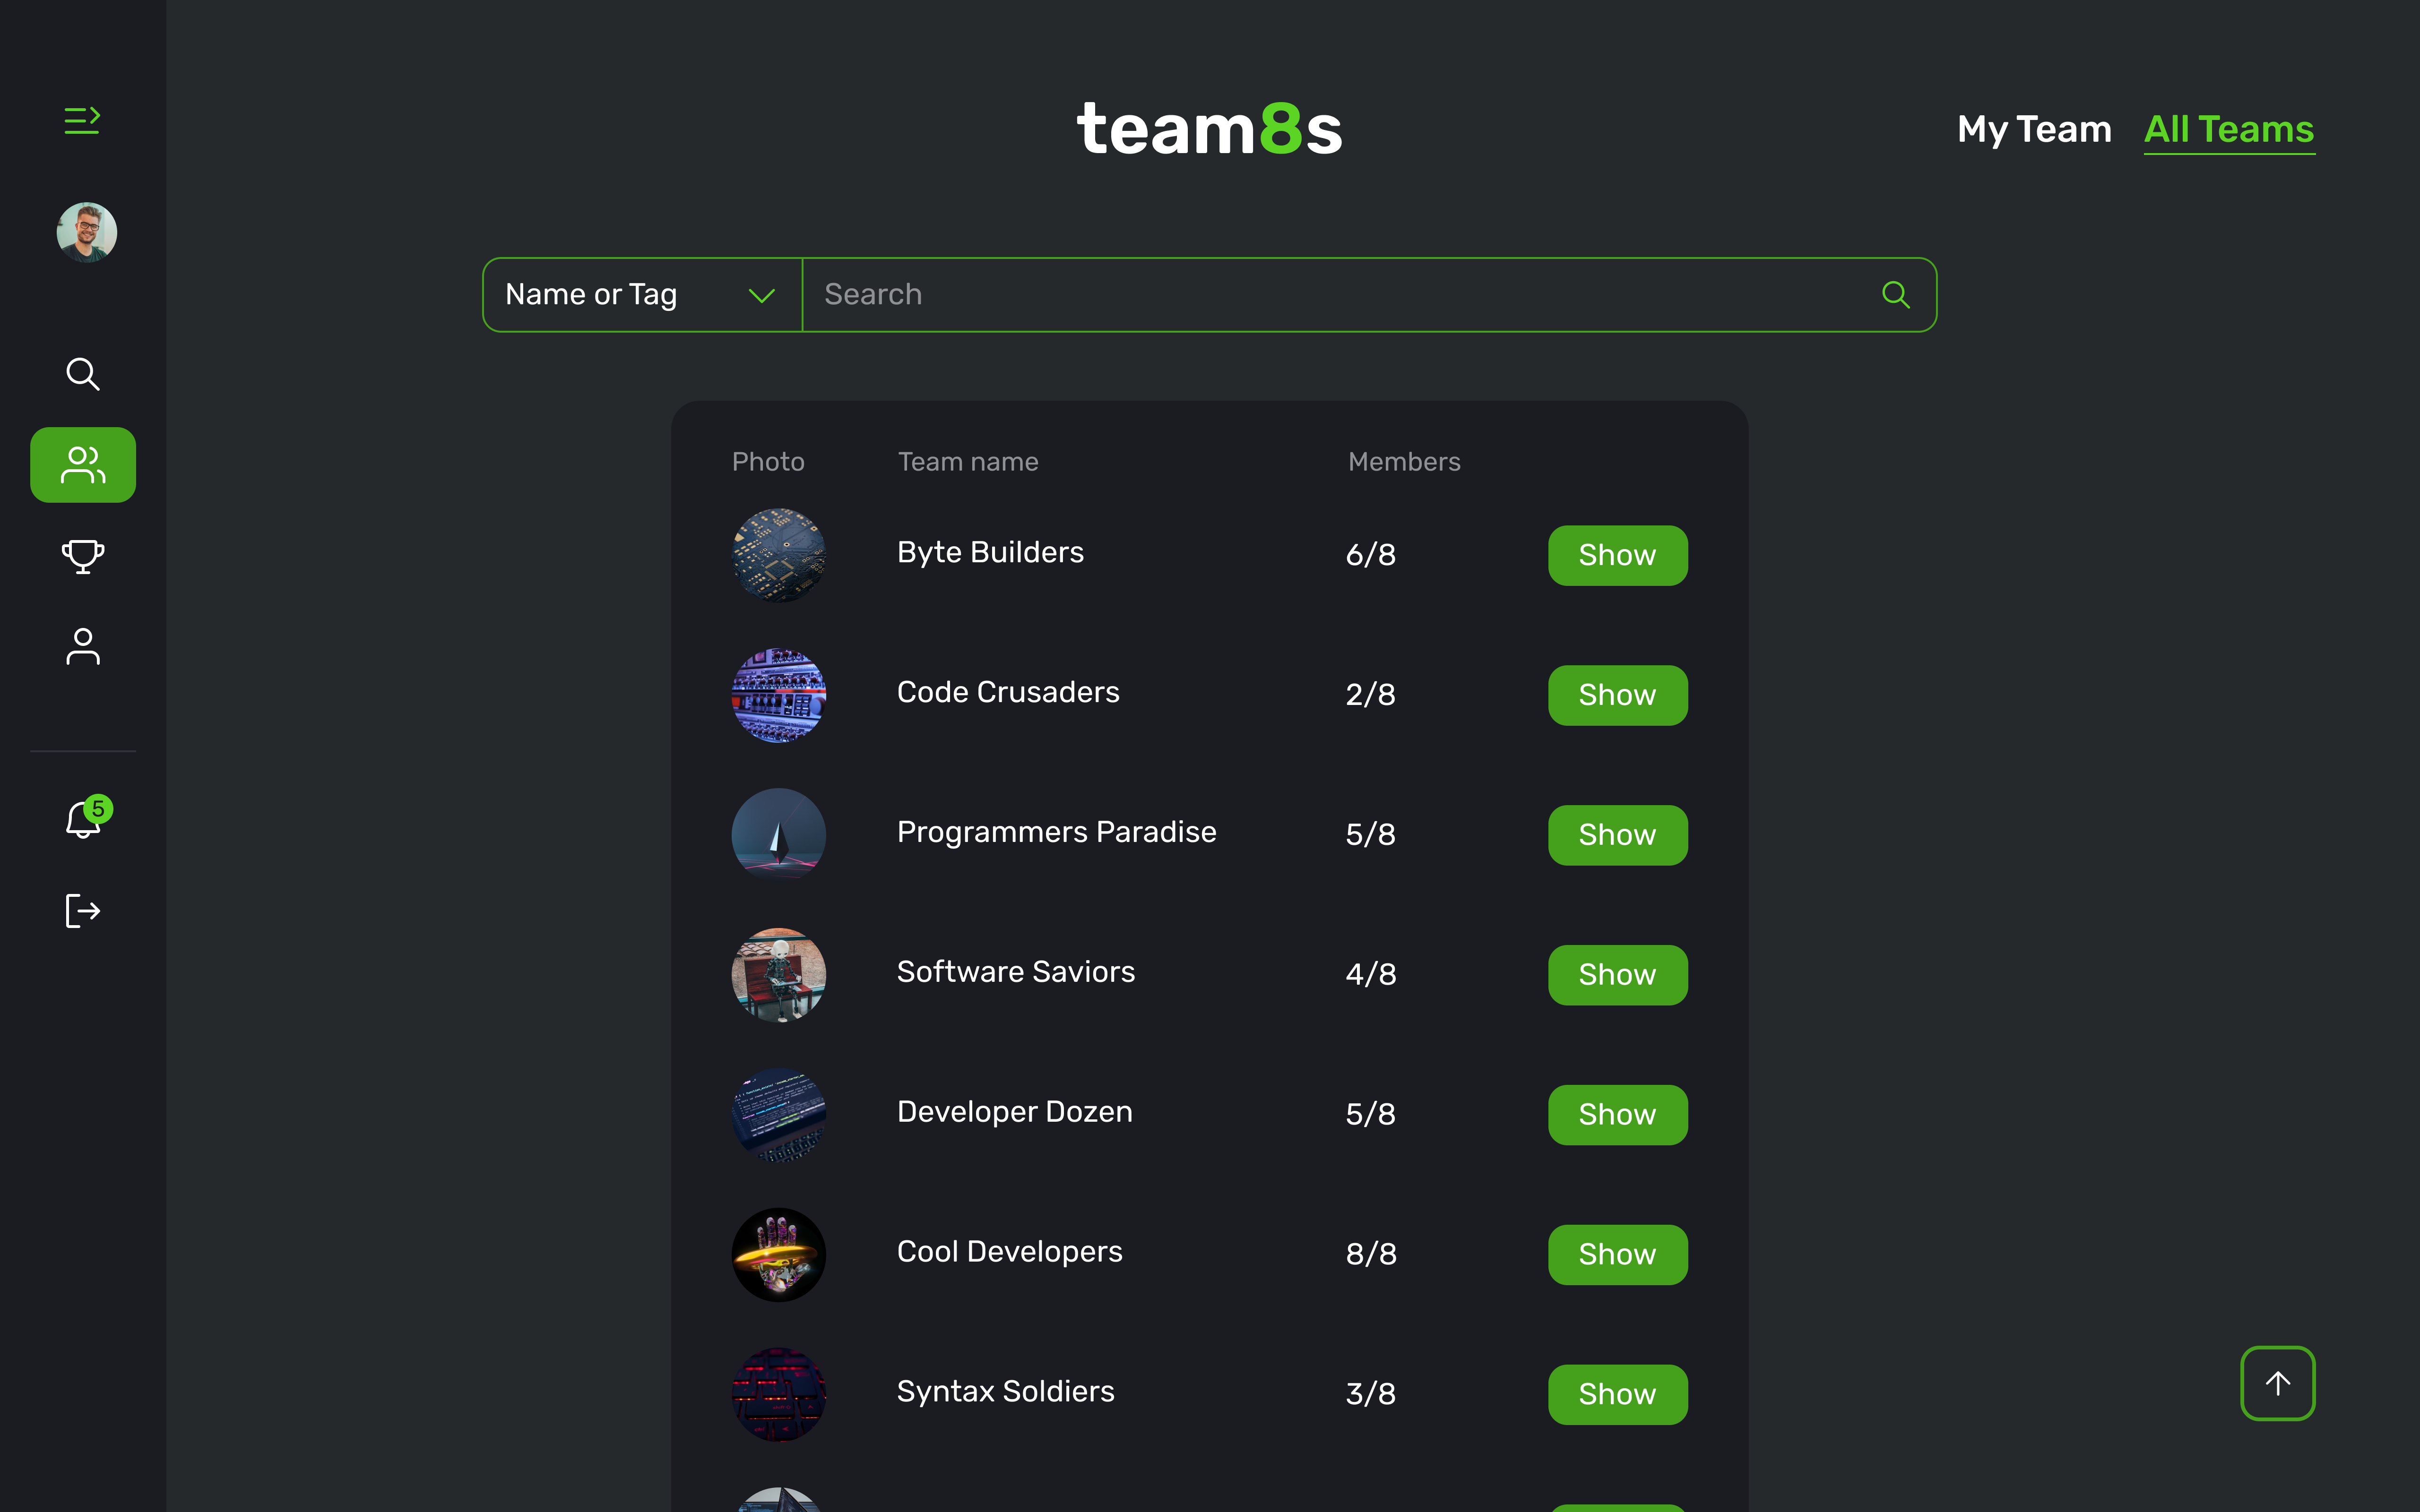 team8s
My Team All Teams
Name or Tag Search
Photo Team name Members
Byte Builders 6/8 Show
Code Crusaders 2/8 Show
Programmers Paradise 5/8 Show
Software Saviors 4/8 Show
5
Developer Dozen 5/8 Show
Cool Developers 8/8 Show
Syntax Soldiers 3/8 Show